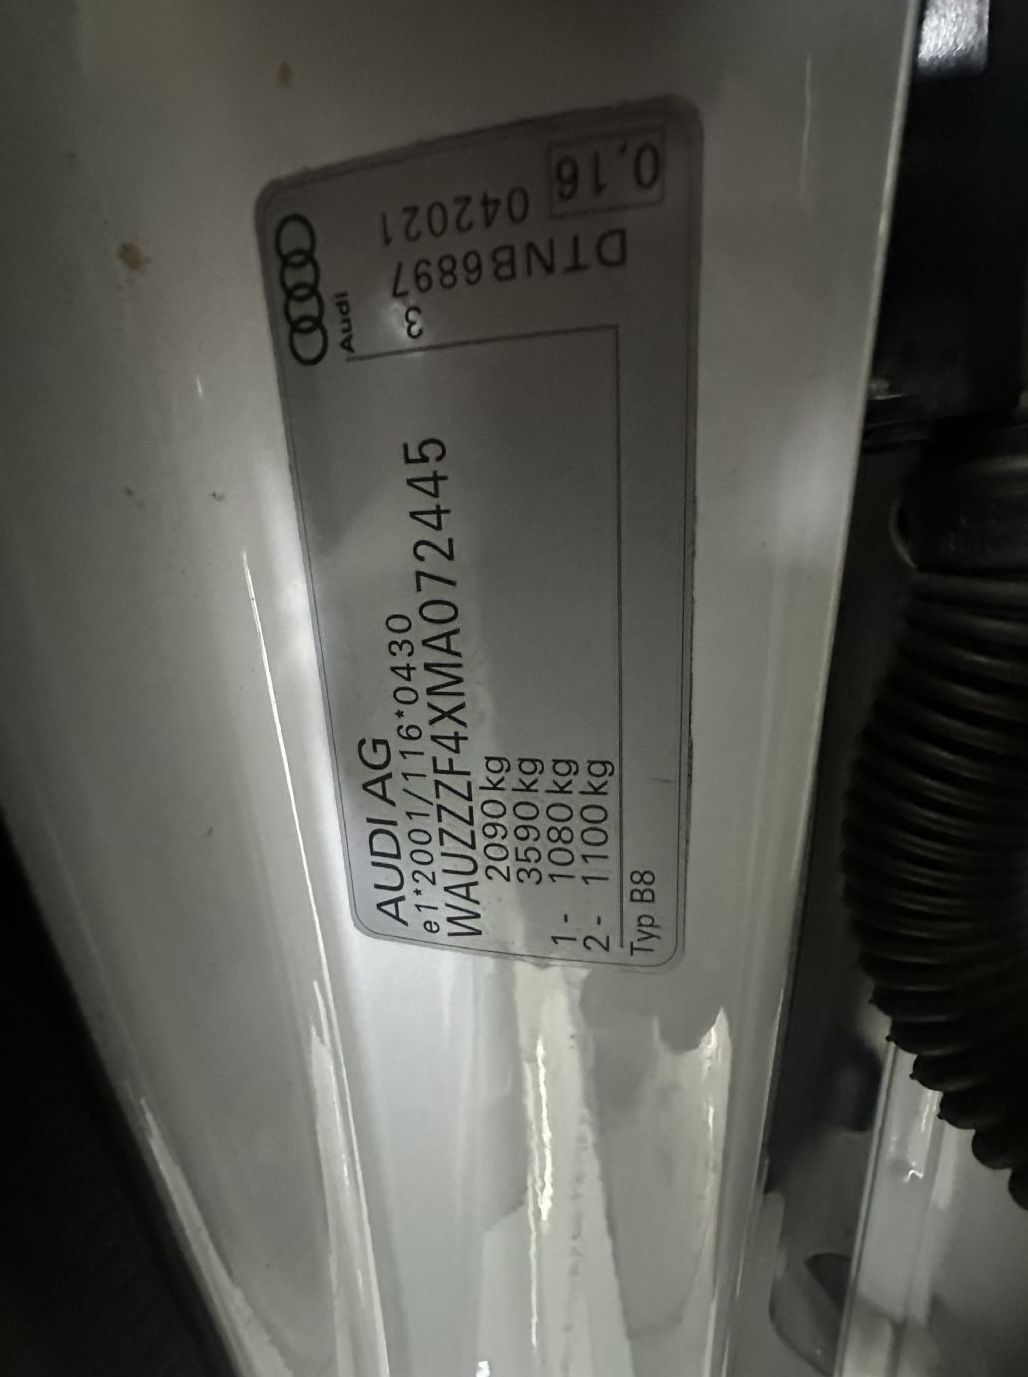 AUDI AG
e1*2001/116*0430
WAUZZZF4XMA072445
2090 kg
3590 kg
1- 1080 kg
2- 1100 kg
Typ B8
Audi
3
DTNB6897
042021
0,16